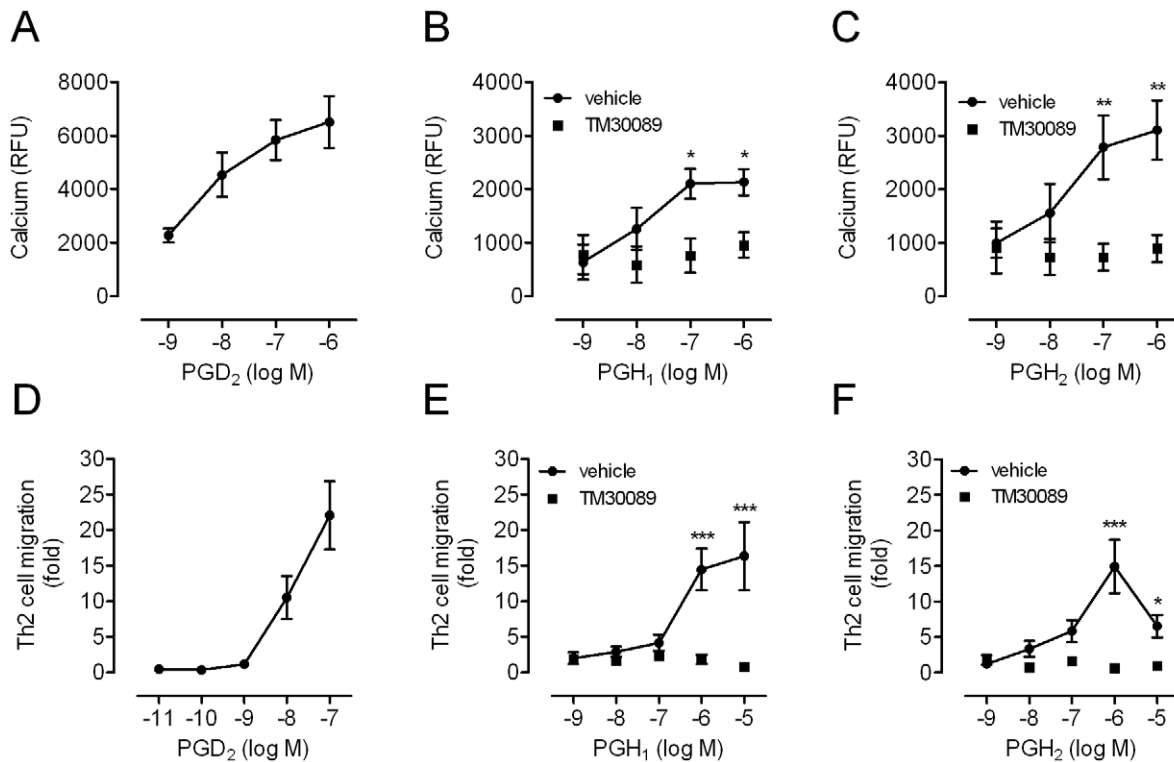 A
Calcium (RFU)
8000
6000
4000
2000
0
-9 -8 -7 -6
PGD₂ (log M)
B
Calcium (RFU)
4000
3000
2000
1000
0
vehicle
TM30089
* *
-9 -8 -7 -6
PGH₁ (log M)
C
Calcium (RFU)
4000
3000
2000
1000
0
vehicle
TM30089
** **
-9 -8 -7 -6
PGH₂ (log M)
D
Th2 cell migration
(fold)
30
25
20
15
10
5
0
-11 -10 -9 -8 -7
PGD₂ (log M)
E
Th2 cell migration
(fold)
30
25
20
15
10
5
0
vehicle
TM30089
*** ***
-9 -8 -7 -6 -5
PGH₁ (log M)
F
Th2 cell migration
(fold)
30
25
20
15
10
5
0
vehicle
TM30089
*** *
-9 -8 -7 -6 -5
PGH₂ (log M)